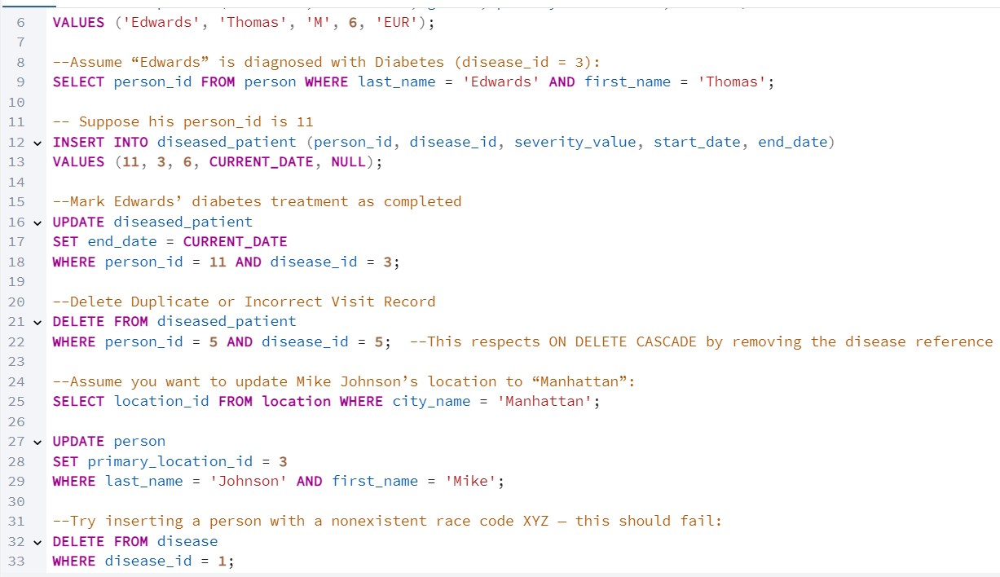 6 VALUES ('Edwards', 'Thomas', 'M', 6, 'EUR');
7
8 --Assume “Edwards” is diagnosed with Diabetes (disease_id = 3):
9 SELECT person_id FROM person WHERE last_name = 'Edwards' AND first_name = 'Thomas';
10
11 -- Suppose his person_id is 11
12 INSERT INTO diseased_patient (person_id, disease_id, severity_value, start_date, end_date)
13 VALUES (11, 3, 6, CURRENT_DATE, NULL);
14
15 --Mark Edwards’ diabetes treatment as completed
16 UPDATE diseased_patient
17 SET end_date = CURRENT_DATE
18 WHERE person_id = 11 AND disease_id = 3;
19
20 --Delete Duplicate or Incorrect Visit Record
21 DELETE FROM diseased_patient
22 WHERE person_id = 5 AND disease_id = 5;  --This respects ON DELETE CASCADE by removing the disease reference
23
24 --Assume you want to update Mike Johnson’s location to “Manhattan”:
25 SELECT location_id FROM location WHERE city_name = 'Manhattan';
26
27 UPDATE person
28 SET primary_location_id = 3
29 WHERE last_name = 'Johnson' AND first_name = 'Mike';
30
31 --Try inserting a person with a nonexistent race code XYZ — this should fail:
32 DELETE FROM disease
33 WHERE disease_id = 1;